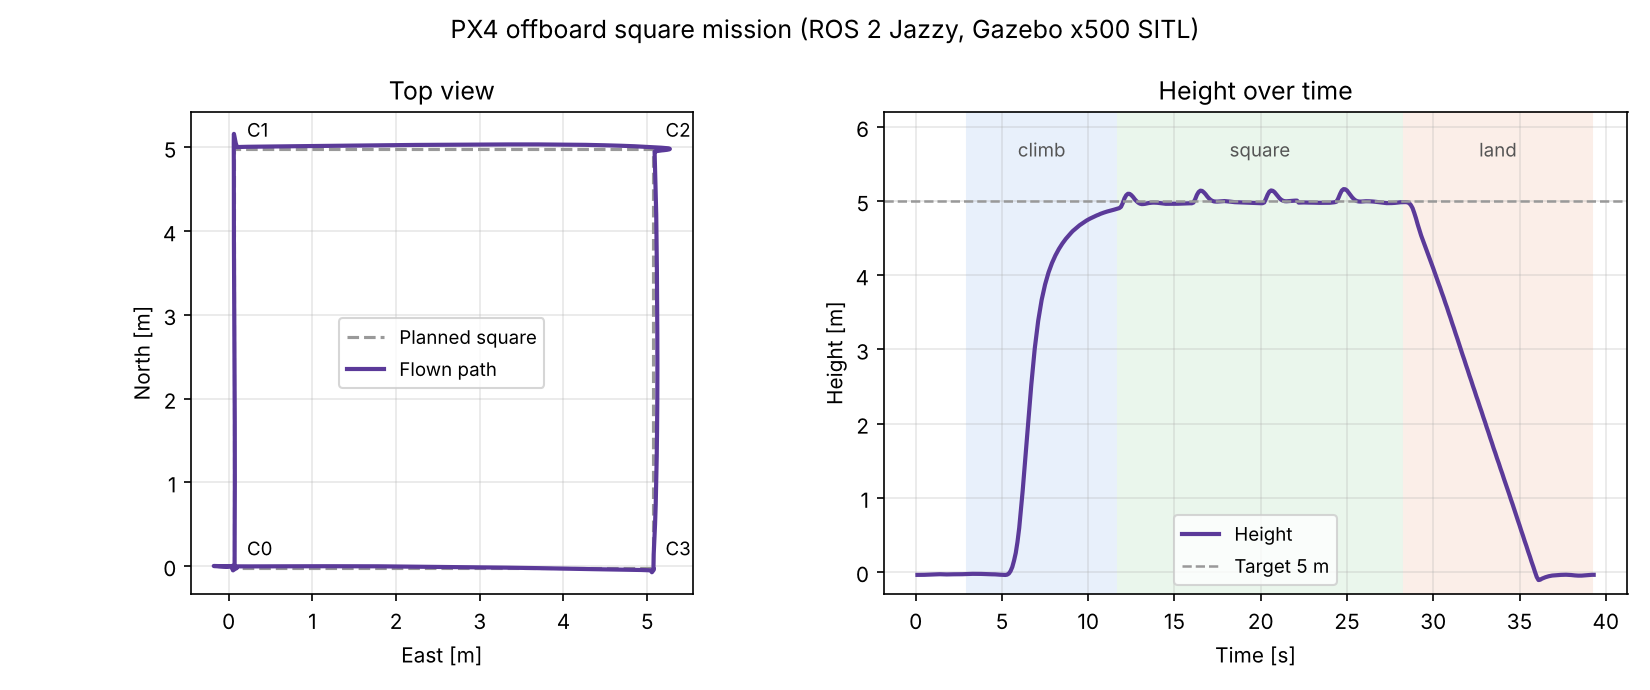 PX4 offboard square mission (ROS 2 Jazzy, Gazebo x500 SITL)
Top view
C1
C2
Planned square
Flown path
C0
C3
5
4
3
2
1
0
North [m]
0 1 2 3 4 5
East [m]
Height over time
climb
square
land
Height
Target 5 m
6
5
4
3
2
1
0
Height [m]
0 5 10 15 20 25 30 35 40
Time [s]